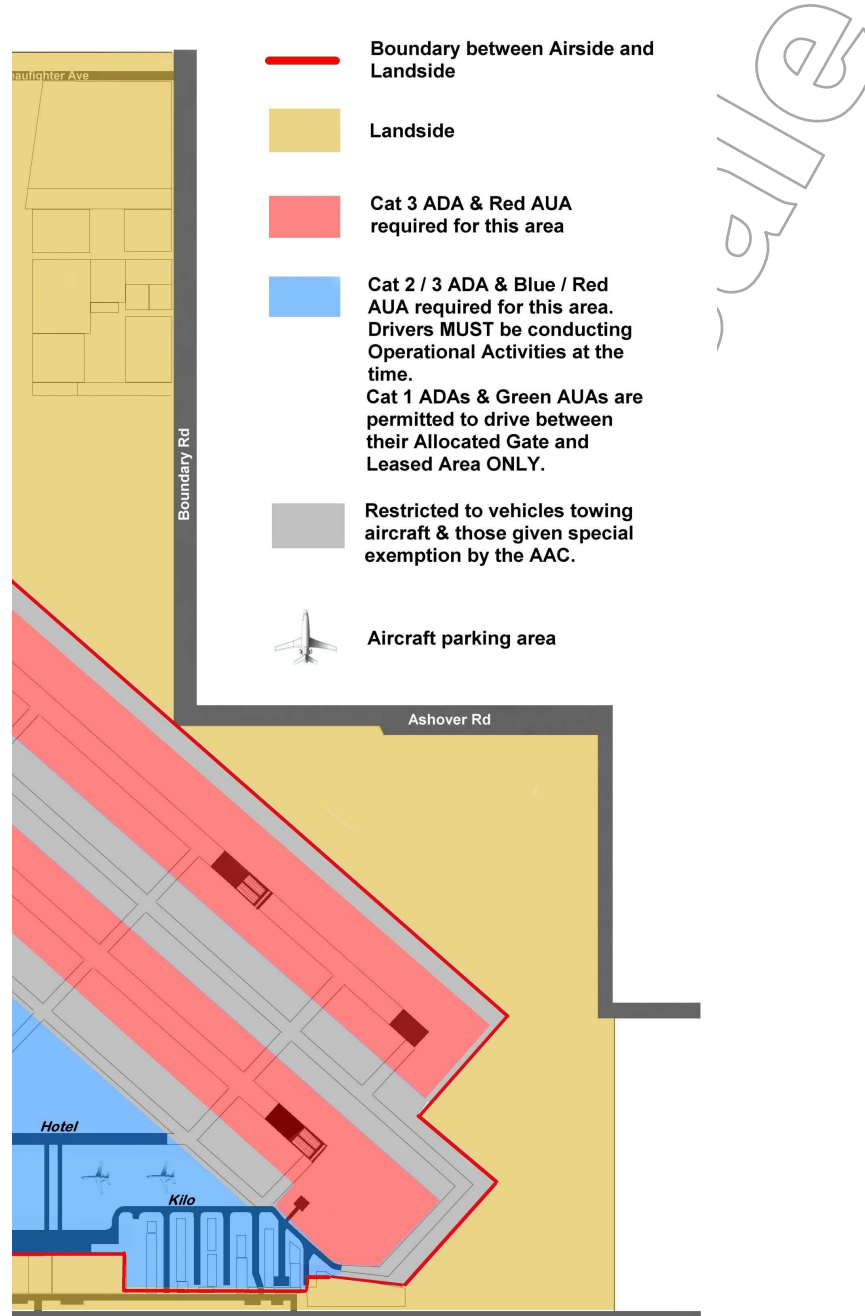 Boundary between Airside and
Landside
eaufighter Ave
Landside
Cat 3 ADA & Red AUA
required for this area
Cat 2 / 3 ADA & Blue / Red
AUA required for this area.
Drivers MUST be conducting
Operational Activities at the
time.
Cat 1 ADAs & Green AUAs are
permitted to drive between
their Allocated Gate and
Leased Area ONLY.
Boundary Rd
Restricted to vehicles towing
aircraft & those given special
exemption by the AAC.
Aircraft parking area
Ashover Rd
Hotel
Kilo